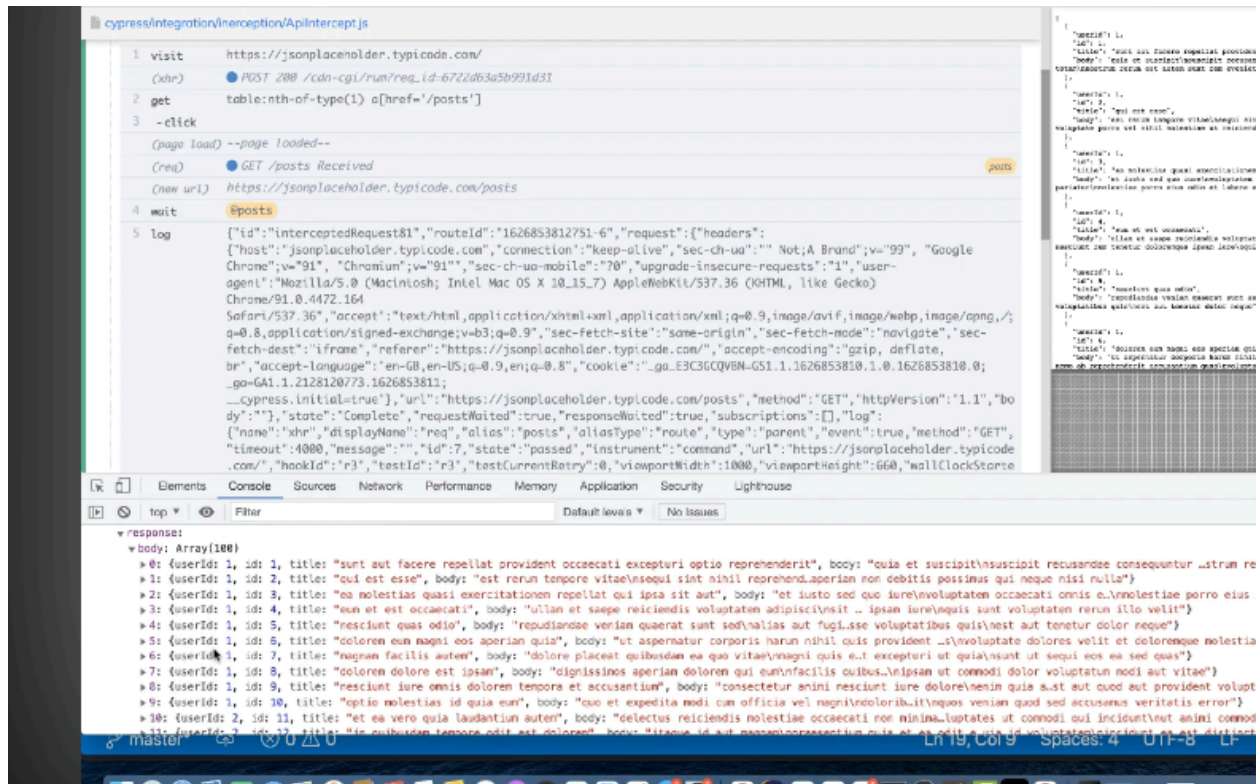 cypress/integration/inerception/ApiIntercept.js
1 visit https://jsonplaceholder.typicode.com/
(xhr) POST 200 /cdn-cgi/rum?req_id=6722d63a5b991d31
2 get table:nth-of-type(1) a[href='/posts']
3 -click
(page load) --page loaded--
(req) GET /posts Received posts
(new url) https://jsonplaceholder.typicode.com/posts
4 wait @posts
5 log {"id":"interceptedRequest81","routeId":"1626853812751-6","request":{"headers":
{"host":"jsonplaceholder.typicode.com","connection":"keep-alive","sec-ch-ua":"" Not;A Brand";v="99", "Google
Chrome";v="91", "Chromium";v="91"","sec-ch-ua-mobile":"?0","upgrade-insecure-requests":"1","user-
agent":"Mozilla/5.0 (Macintosh; Intel Mac OS X 10_15_7) AppleWebKit/537.36 (KHTML, like Gecko)
Chrome/91.0.4472.164
Safari/537.36","accept":"text/html,application/xhtml+xml,application/xml;q=0.9,image/avif,image/webp,image/apng,/;
q=0.8,application/signed-exchange;v=b3;q=0.9","sec-fetch-site":"same-origin","sec-fetch-mode":"navigate","sec-
fetch-dest":"iframe","referer":"https://jsonplaceholder.typicode.com/","accept-encoding":"gzip, deflate,
br","accept-language":"en-GB,en-US;q=0.9,en;q=0.8","cookie":"_ga_E3C3GCQVBN=GS1.1.1626853810.1.0.1626853810.0;
_ga=GA1.1.2128120773.1626853811;
__cypress.initial=true"},"url":"https://jsonplaceholder.typicode.com/posts","method":"GET","httpVersion":"1.1","bo
dy":""},"state":"Complete","requestWaited":true,"responseWaited":true,"subscriptions":[],"log":
{"name":"xhr","displayName":"req","alias":"posts","aliasType":"route","type":"parent","event":true,"method":"GET",
"timeout":4000,"message":"","id":7,"state":"passed","instrument":"command","url":"https://jsonplaceholder.typicode
.com/","hookId":"r3","testId":"r3","testCurrentRetry":0,"viewportWidth":1000,"viewportHeight":660,"wallClockStarte
Elements Console Sources Network Performance Memory Application Security Lighthouse
top Filter Default levels No Issues
response:
body: Array(100)
0: {userId: 1, id: 1, title: "sunt aut facere repellat provident occaecati excepturi optio reprehenderit", body: "quia et suscipit\nsuscipit recusandae consequuntur …strum re
1: {userId: 1, id: 2, title: "qui est esse", body: "est rerum tempore vitae\nsequi sint nihil reprehend…aperiam non debitis possimus qui neque nisi nulla"}
2: {userId: 1, id: 3, title: "ea molestias quasi exercitationem repellat qui ipsa sit aut", body: "et iusto sed quo iure\nvoluptatem occaecati omnis e…\nmolestiae porro eius
3: {userId: 1, id: 4, title: "eum et est occaecati", body: "ullam et saepe reiciendis voluptatem adipisci\nsit … ipsam iure\nquis sunt voluptatem rerum illo velit"}
4: {userId: 1, id: 5, title: "nesciunt quas odio", body: "repudiandae veniam quaerat sunt sed\nalias aut fugi…sse voluptatibus quis\nest aut tenetur dolor neque"}
5: {userId: 1, id: 6, title: "dolorem eum magni eos aperiam quia", body: "ut aspernatur corporis harum nihil quis provident …s\nvoluptate dolores velit et doloremque molestia
6: {userId: 1, id: 7, title: "magnam facilis autem", body: "dolore placeat quibusdam ea quo vitae\nmagni quis e…t excepturi ut quia\nsunt ut sequi eos ea sed quas"}
7: {userId: 1, id: 8, title: "dolorem dolore est ipsam", body: "dignissimos aperiam dolorem qui eum\nfacilis quibus…\nipsam ut commodi dolor voluptatum modi aut vitae"}
8: {userId: 1, id: 9, title: "nesciunt iure omnis dolorem tempora et accusantium", body: "consectetur animi nesciunt iure dolore\nenim quia a…st aut quod aut provident volupt
9: {userId: 1, id: 10, title: "optio molestias id quia eum", body: "quo et expedita modi cum officia vel magni\ndolorib…it\nquos veniam quod sed accusamus veritatis error"}
10: {userId: 2, id: 11, title: "et ea vero quia laudantium autem", body: "delectus reiciendis molestiae occaecati non minima…luptates ut commodi qui incidunt\nut animi commod
master 0 0 Ln 19, Col 9 Spaces: 4 UTF-8 LF